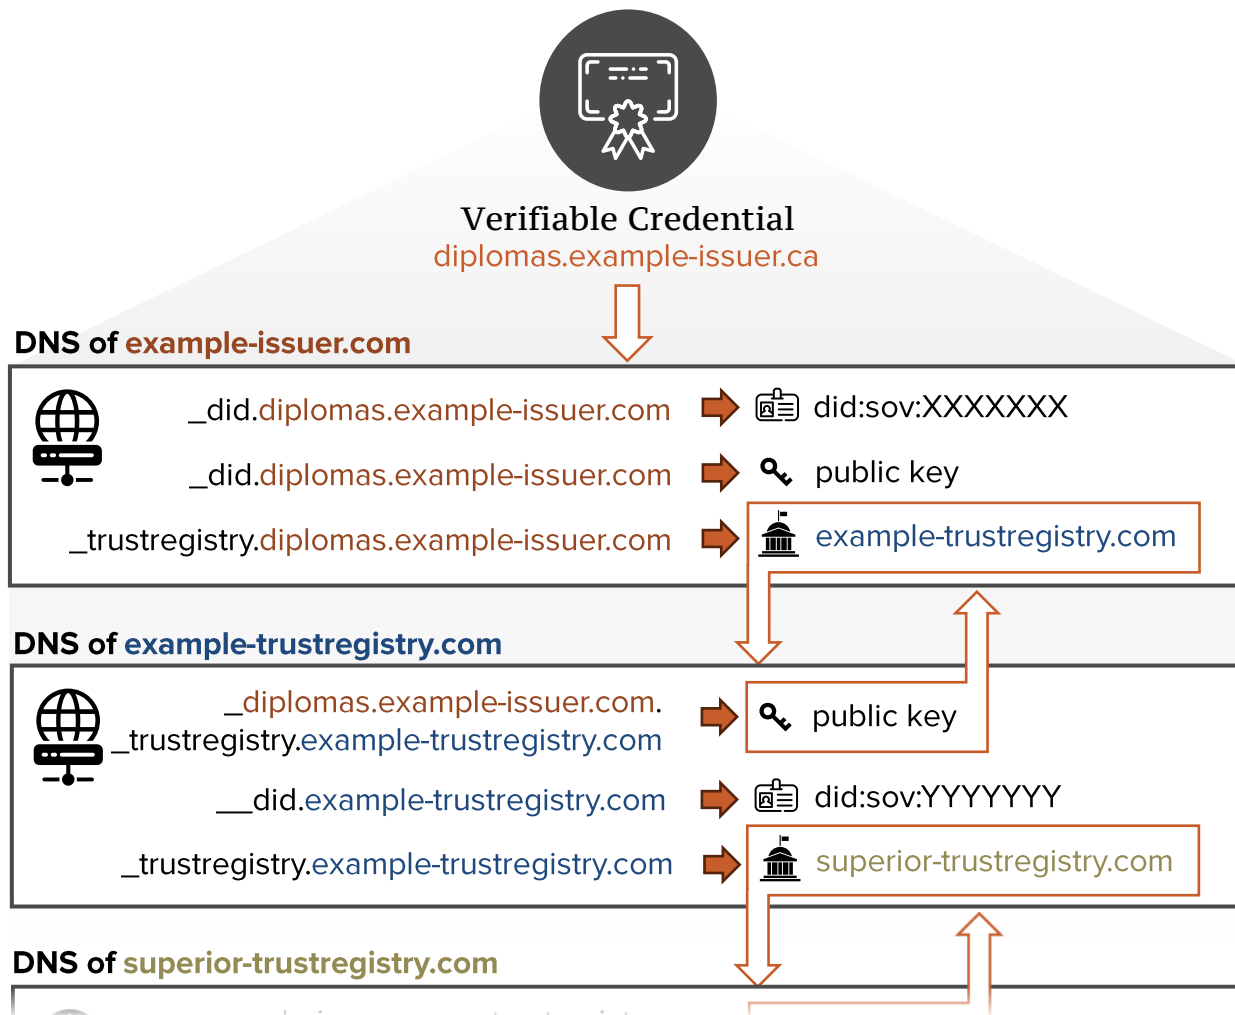 Verifiable Credential
diplomas.example-issuer.ca
DNS of example-issuer.com
_did.diplomas.example-issuer.com
did:sov:XXXXXXX
_did.diplomas.example-issuer.com
public key
_trustregistry.diplomas.example-issuer.com
example-trustregistry.com
DNS of example-trustregistry.com
_diplomas.example-issuer.com.
_trustregistry.example-trustregistry.com
public key
__did.example-trustregistry.com
did:sov:YYYYYYY
_trustregistry.example-trustregistry.com
superior-trustregistry.com
DNS of superior-trustregistry.com